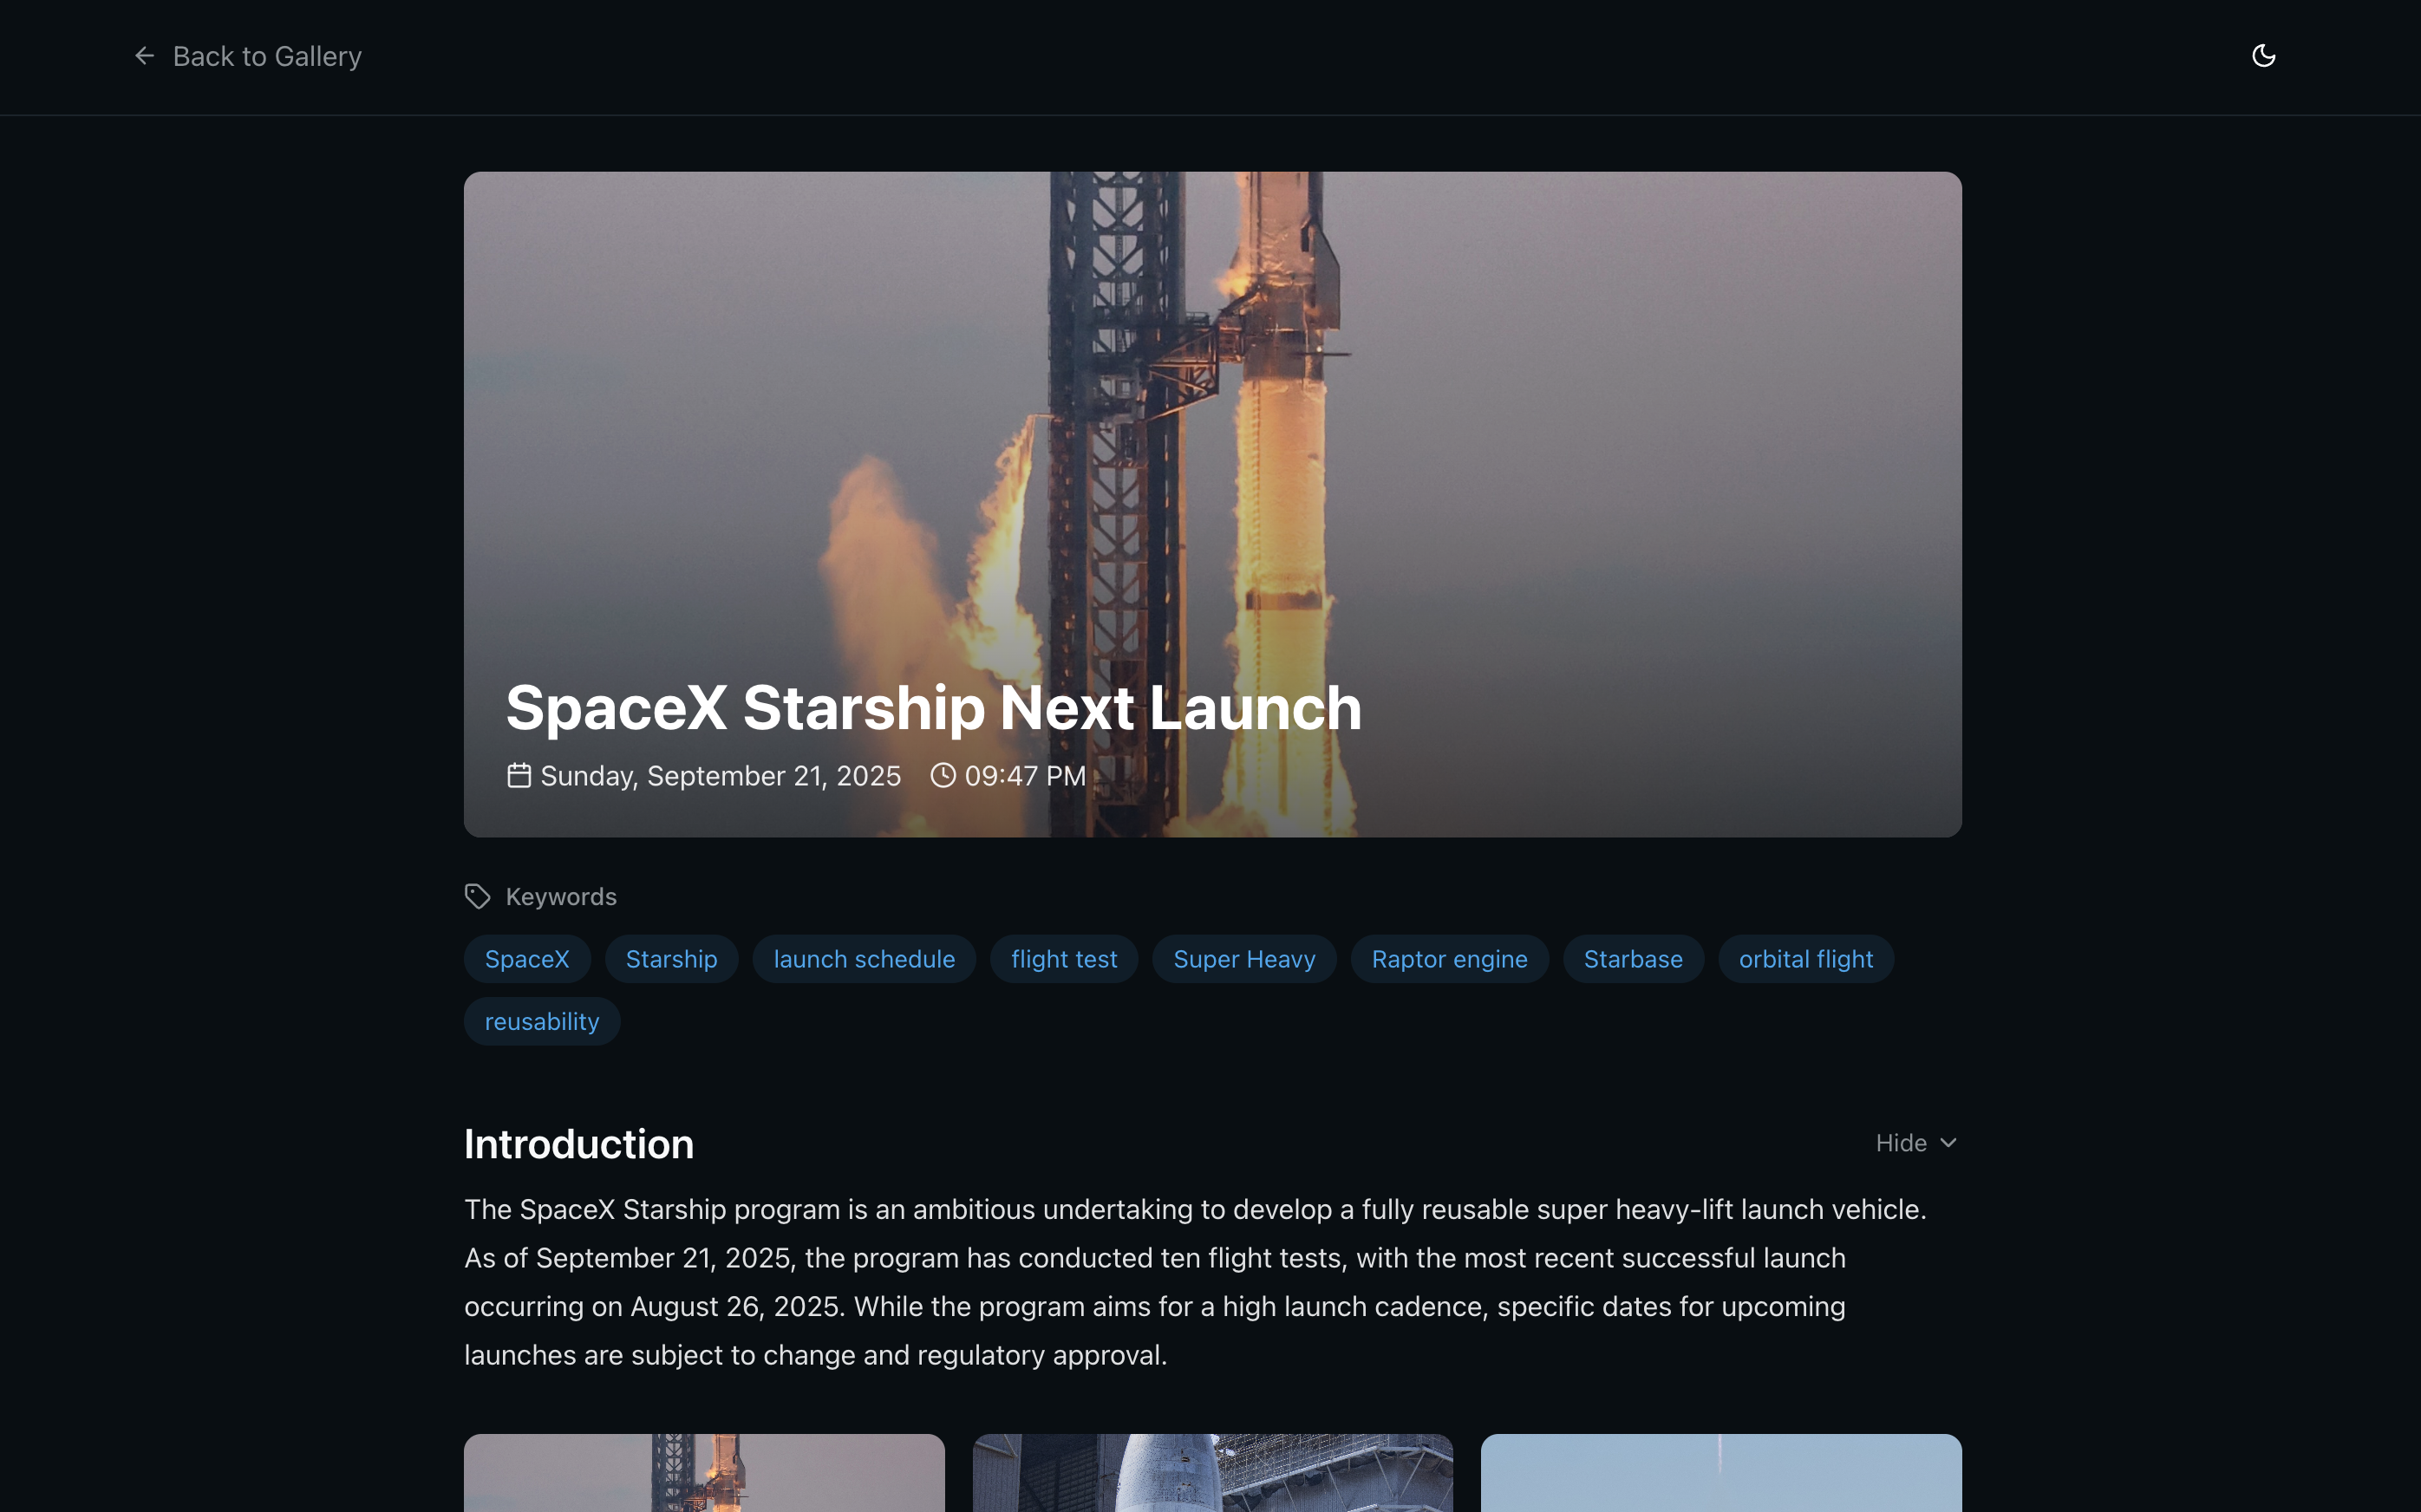 Back to Gallery
SpaceX Starship Next Launch
Sunday, September 21, 2025 09:47 PM
Keywords
SpaceX Starship launch schedule flight test Super Heavy Raptor engine Starbase orbital flight
reusability
Introduction Hide
The SpaceX Starship program is an ambitious undertaking to develop a fully reusable super heavy-lift launch vehicle.
As of September 21, 2025, the program has conducted ten flight tests, with the most recent successful launch
occurring on August 26, 2025. While the program aims for a high launch cadence, specific dates for upcoming
launches are subject to change and regulatory approval.